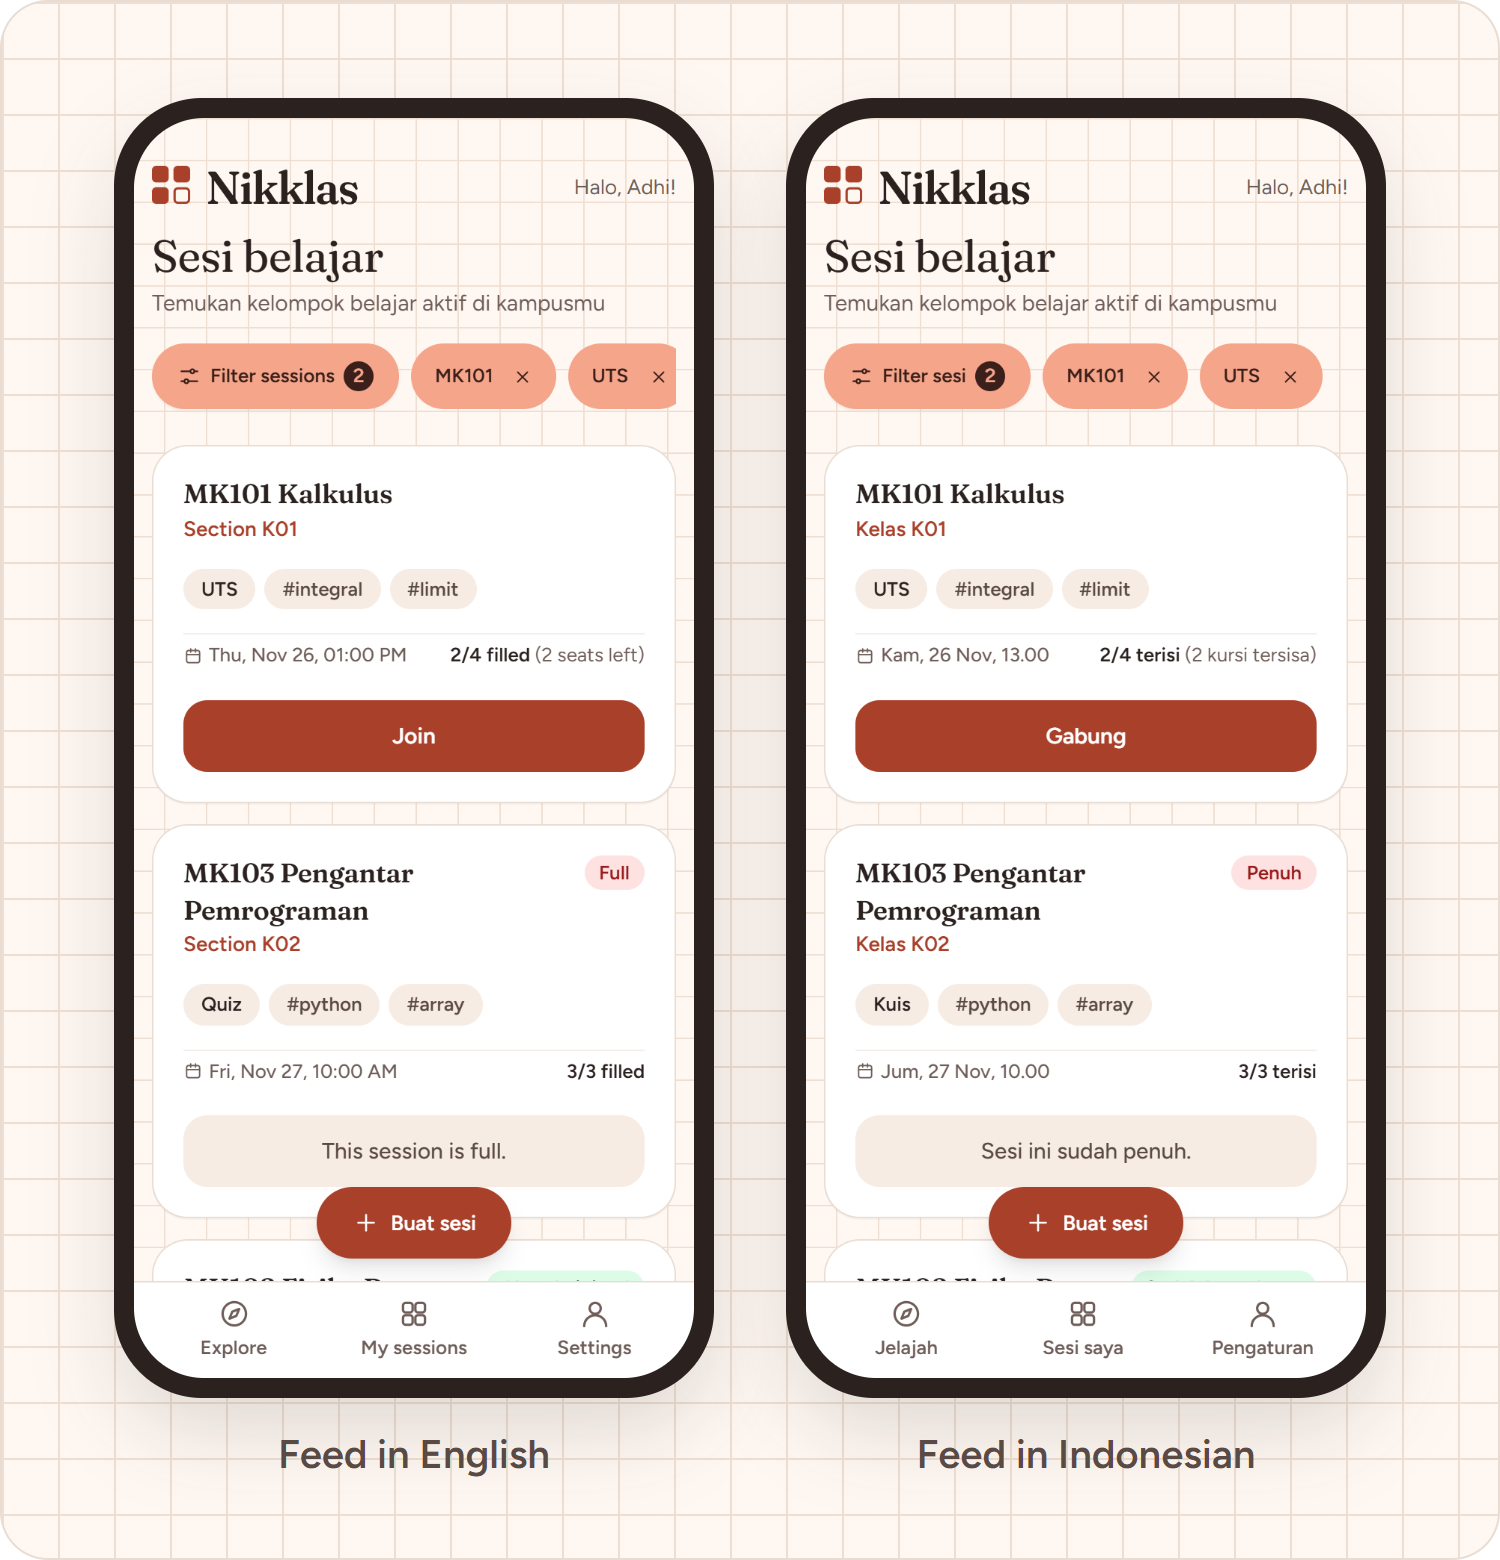 Nikklas
Halo, Adhi!
Sesi belajar
Temukan kelompok belajar aktif di kampusmu
Filter sessions 2
MK101 ×
UTS ×
MK101 Kalkulus
Section K01
UTS #integral #limit
Thu, Nov 26, 01:00 PM
2/4 filled (2 seats left)
Join
MK103 Pengantar
Pemrograman
Full
Section K02
Quiz #python #array
Fri, Nov 27, 10:00 AM
3/3 filled
This session is full.
+ Buat sesi
Explore
My sessions
Settings
Feed in English
Nikklas
Halo, Adhi!
Sesi belajar
Temukan kelompok belajar aktif di kampusmu
Filter sesi 2
MK101 ×
UTS ×
MK101 Kalkulus
Kelas K01
UTS #integral #limit
Kam, 26 Nov, 13.00
2/4 terisi (2 kursi tersisa)
Gabung
MK103 Pengantar
Pemrograman
Penuh
Kelas K02
Kuis #python #array
Jum, 27 Nov, 10.00
3/3 terisi
Sesi ini sudah penuh.
+ Buat sesi
Jelajah
Sesi saya
Pengaturan
Feed in Indonesian